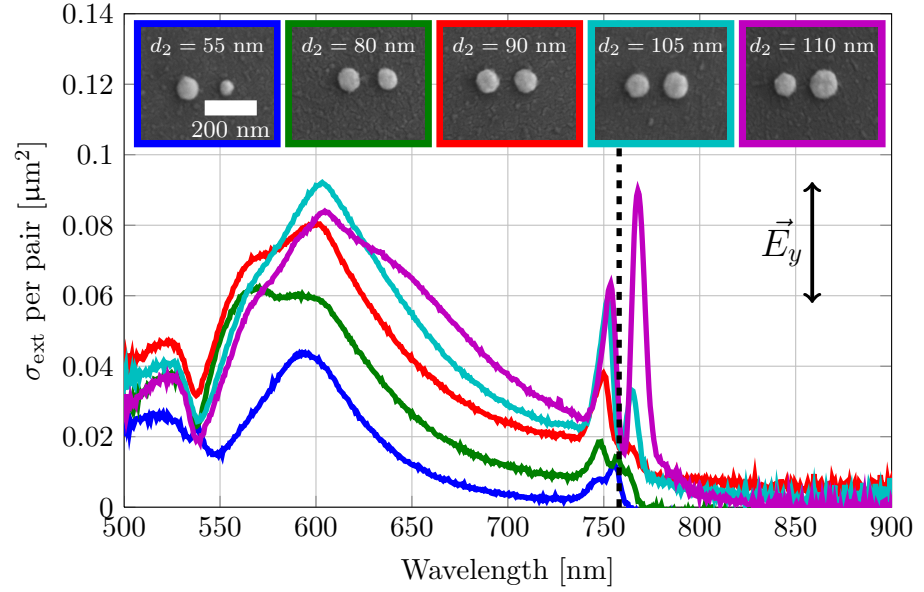 0.14
0.12
0.1
0.08
0.06
0.04
0.02
0
σext per pair [µm²]
d₂ = 55 nm
200 nm
d₂ = 80 nm
d₂ = 90 nm
d₂ = 105 nm
d₂ = 110 nm
E⃗y
500 550 600 650 700 750 800 850 900
Wavelength [nm]